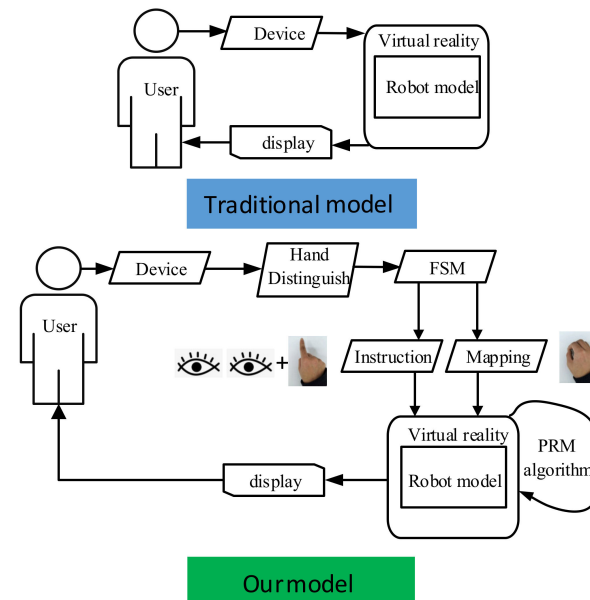 Device
Virtual reality
Robot model
User
display
Traditional model
Hand
Distinguish
Device
FSM
User
+
Instruction
Mapping
Virtual reality
Robot model
PRM
algorithm
display
Our model